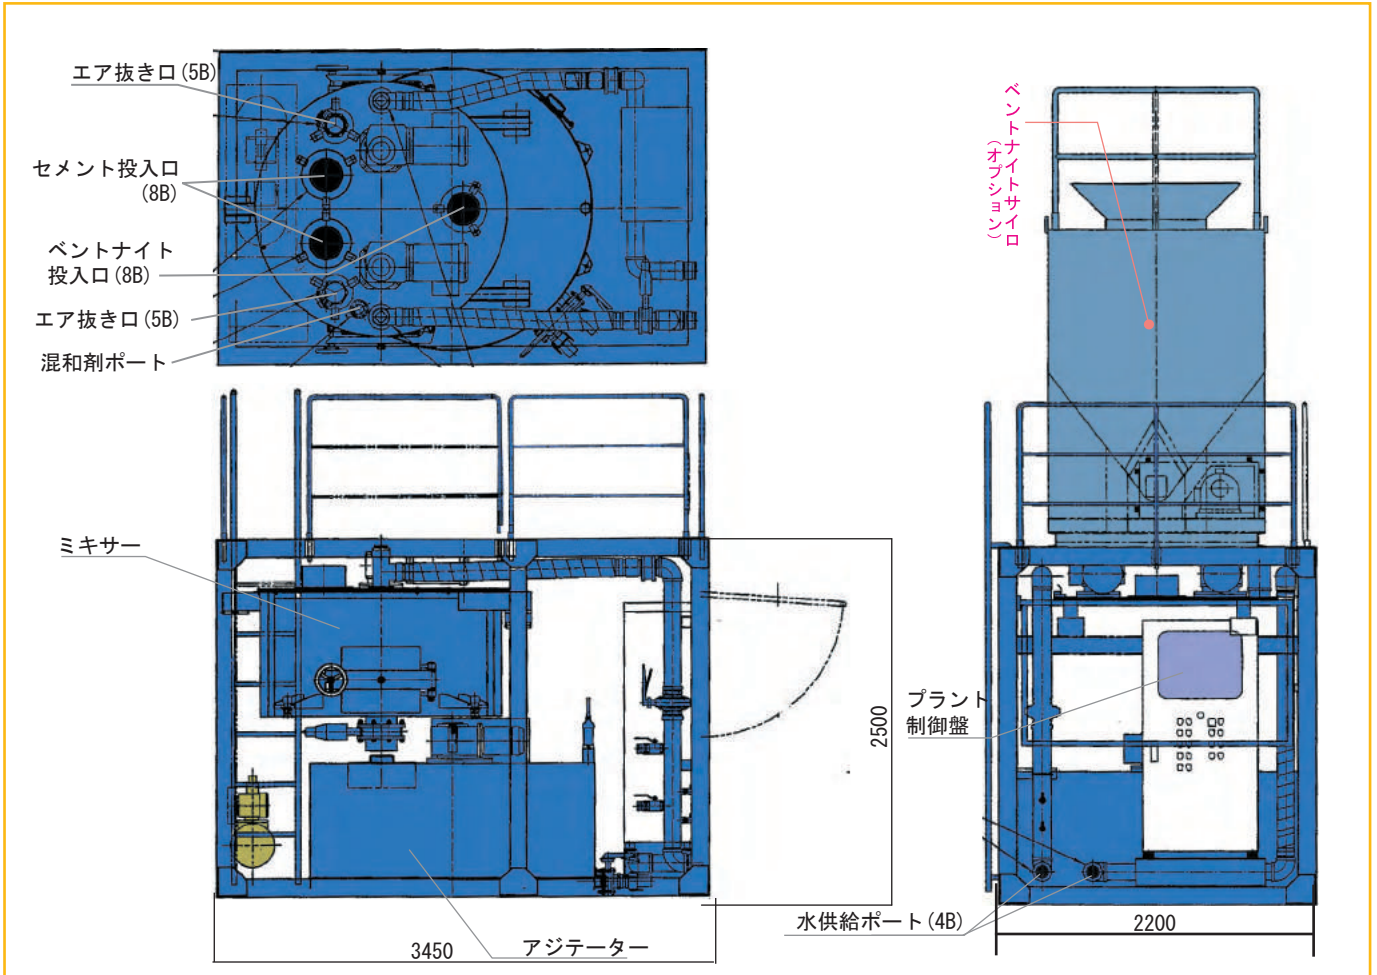 エア抜き口(5B)
セメント投入口
(8B)
ベントナイト
投入口(8B)
エア抜き口(5B)
混和剤ポート
ベントナイトサイロ
(オプション)
ミキサー
2500
プラント
制御盤
水供給ポート(4B)
3450
アジテーター
2200